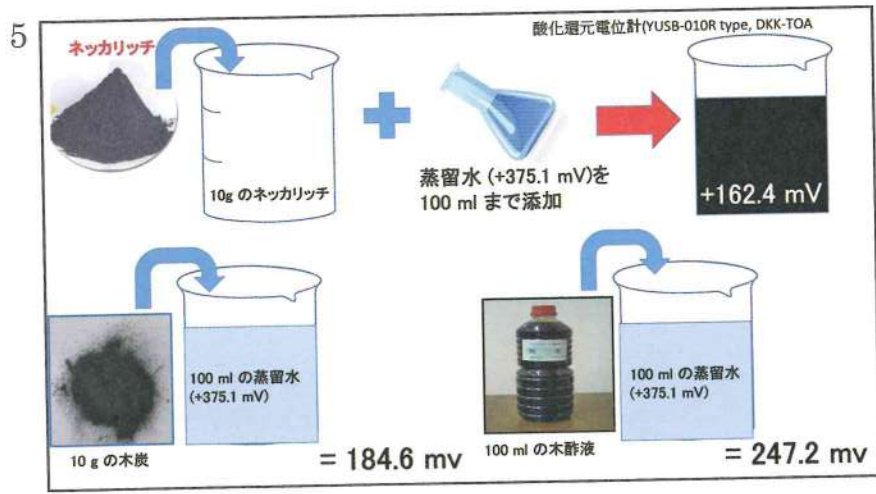 5
酸化還元電位計(YUSB-010R type, DKK-TOA
ネッカリッチ
10g のネッカリッチ
蒸留水 (+375.1 mV)を
100 ml まで添加
+162.4 mV
100 ml の蒸留水
(+375.1 mV)
10 g の木炭
= 184.6 mv
100 ml の蒸留水
(+375.1 mV)
100 ml の木酢液
= 247.2 mv